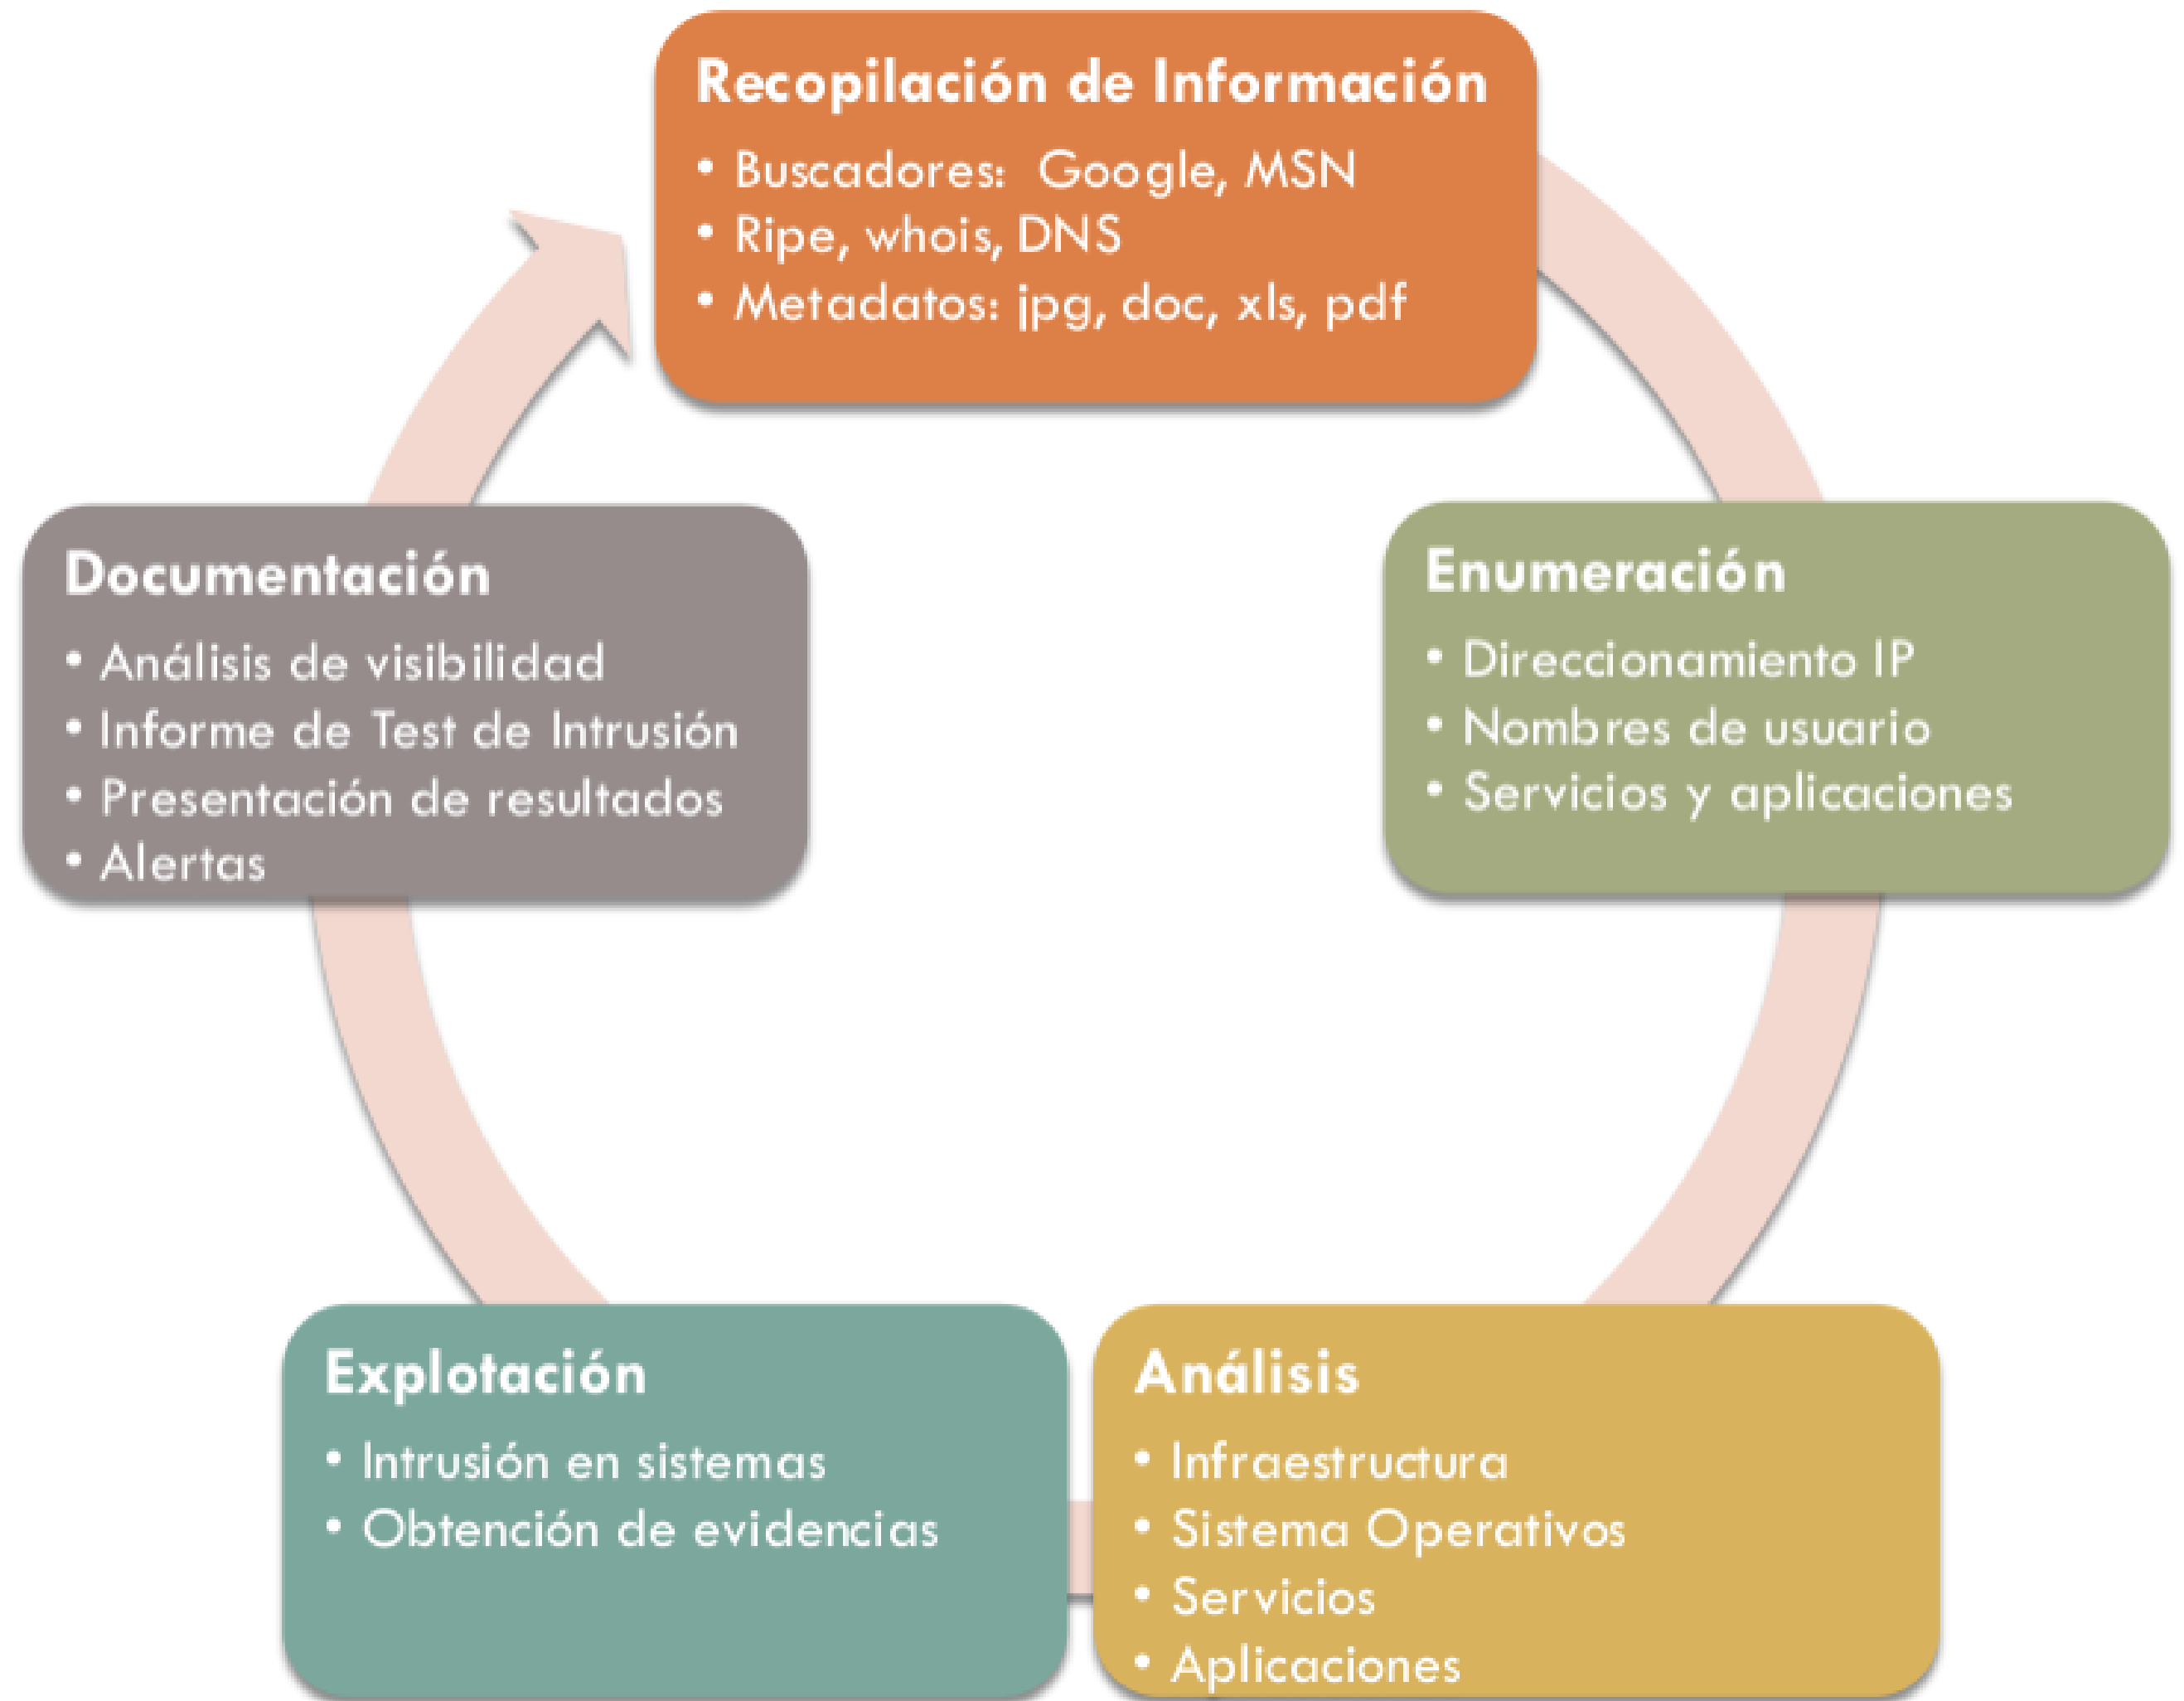 Recopilación de Información
• Buscadores: Google, MSN
• Ripe, whois, DNS
• Metadatos: jpg, doc, xls, pdf
Enumeración
• Direccionamiento IP
• Nombres de usuario
• Servicios y aplicaciones
Análisis
• Infraestructura
• Sistema Operativos
• Servicios
• Aplicaciones
Explotación
• Intrusión en sistemas
• Obtención de evidencias
Documentación
• Análisis de visibilidad
• Informe de Test de Intrusión
• Presentación de resultados
• Alertas